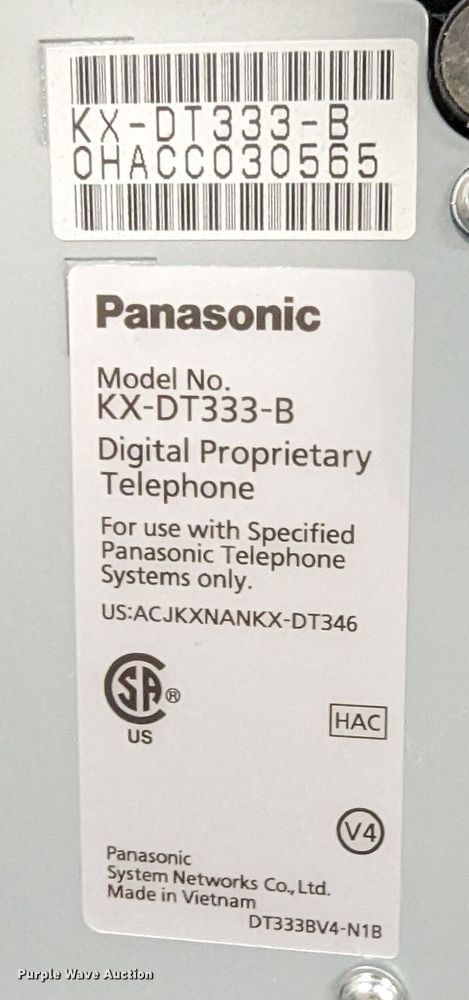 KX-DT333-B
0HACC030565
Panasonic
Model No.
KX-DT333-B
Digital Proprietary
Telephone
For use with Specified
Panasonic Telephone
Systems only.
US:ACJKXNANKX-DT346
SA®
US
HAC
V4
Panasonic
System Networks Co., Ltd.
Made in Vietnam
DT333BV4-N1B
Purple Wave Auction